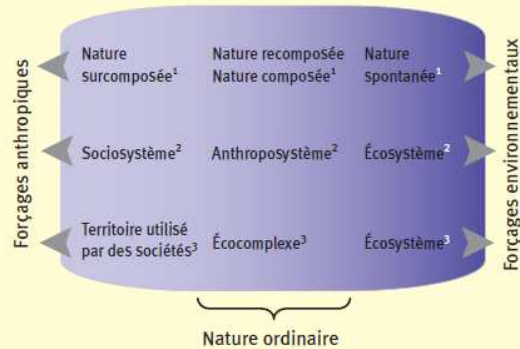 Forçages anthropiques
Nature
surcomposée¹
Nature recomposée
Nature composée¹
Nature
spontanée¹
Sociosystème²
Anthroposystème²
Écosystème²
Territoire utilisé
par des sociétés³
Écocomplexe³
Écosystème³
Forçages environnementaux
Nature ordinaire